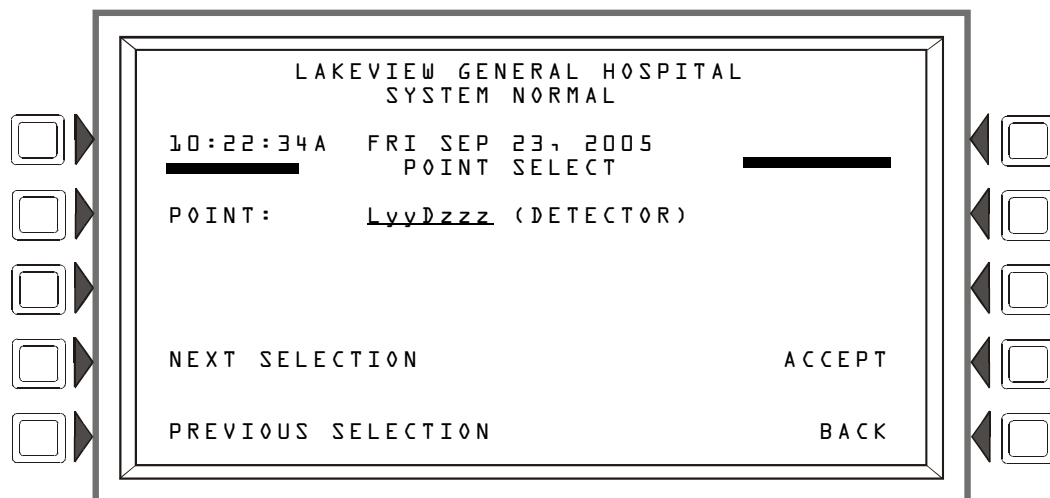 LAKEVIEW GENERAL HOSPITAL
SYSTEM NORMAL
10:22:34A FRI SEP 23, 2005
POINT SELECT
POINT: LyyDzzz (DETECTOR)
NEXT SELECTION ACCEPT
PREVIOUS SELECTION BACK